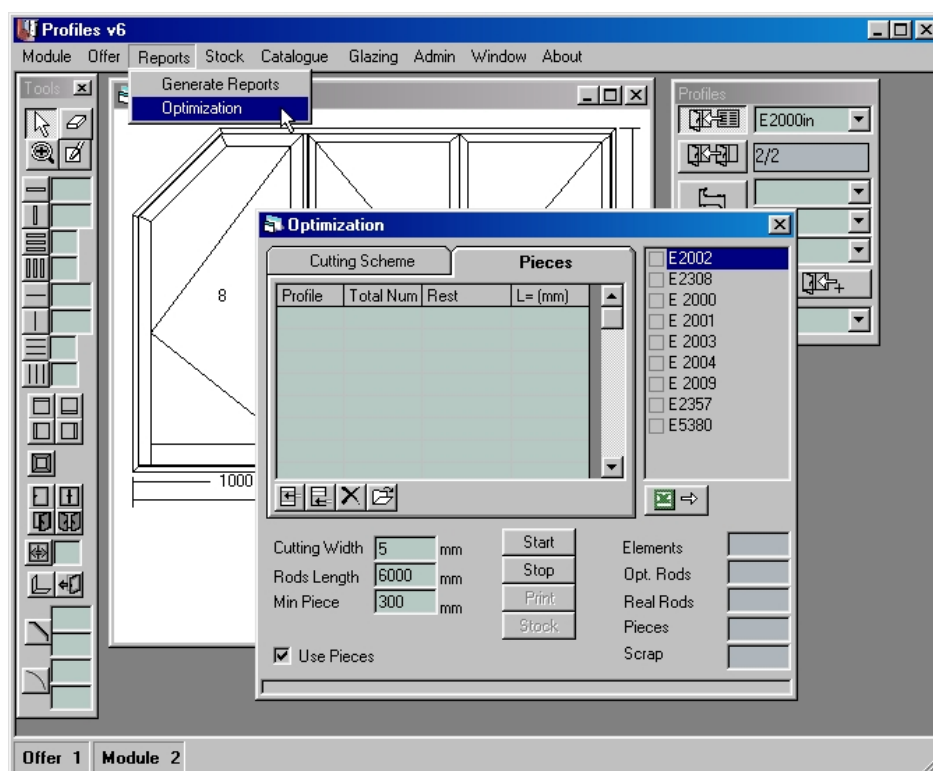 Profiles v6
Module Offer Reports Stock Catalogue Glazing Admin Window About
Generate Reports
Optimization
Tools
Profiles
E2000in
2/2
8
1000
Optimization
Cutting Scheme Pieces
Profile Total Num Rest L= (mm)
E2002
E2308
E 2000
E 2001
E 2003
E 2004
E 2009
E2357
E5380
Cutting Width 5 mm
Rods Length 6000 mm
Min Piece 300 mm
Use Pieces
Start
Stop
Print
Stock
Elements
Opt. Rods
Real Rods
Pieces
Scrap
Offer 1 Module 2